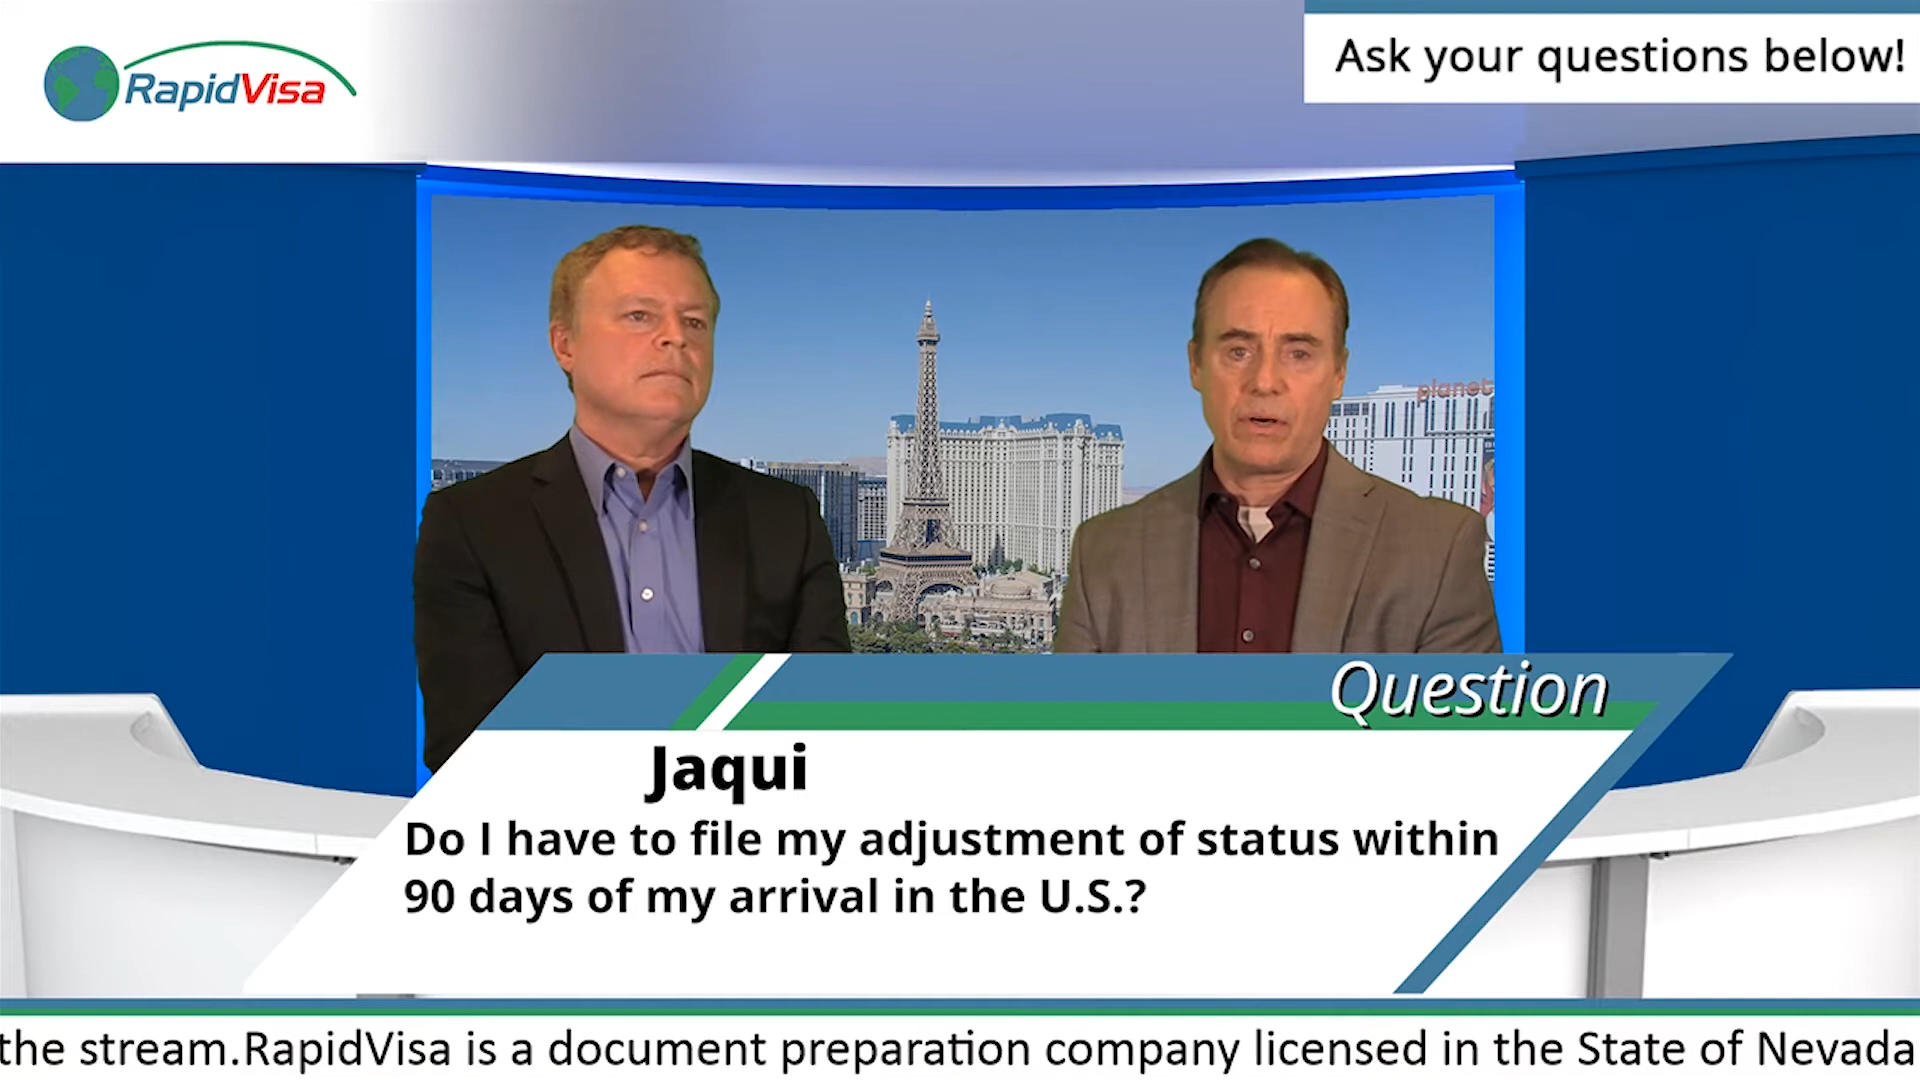 RapidVisa
Ask your questions below!
planet
Question
Jaqui
Do I have to file my adjustment of status within
90 days of my arrival in the U.S.?
the stream.RapidVisa is a document preparation company licensed in the State of Nevada